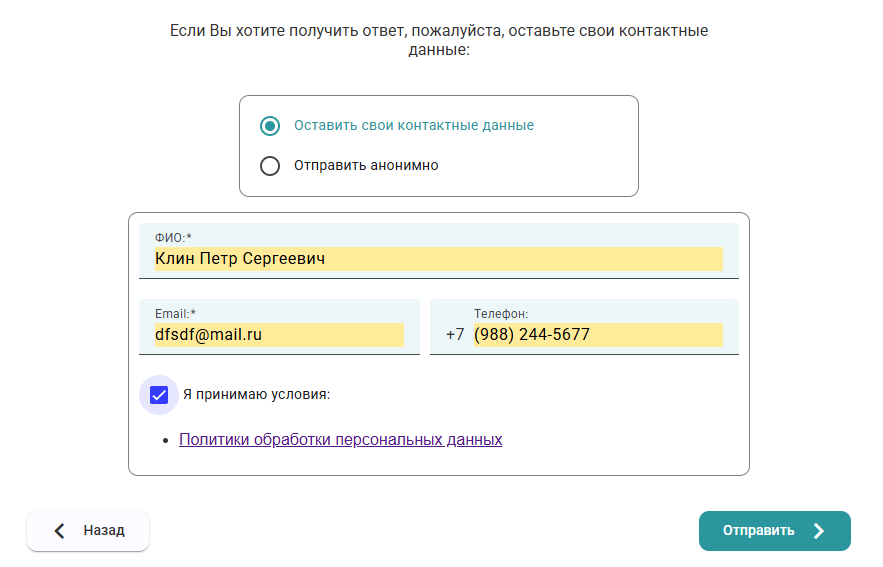 Если Вы хотите получить ответ, пожалуйста, оставьте свои контактные
данные:
Оставить свои контактные данные
Отправить анонимно
ФИО:*
Клин Петр Сергеевич
Email:*
dfsdf@mail.ru
Телефон:
+7 (988) 244-5677
Я принимаю условия:
• Политики обработки персональных данных
Назад
Отправить